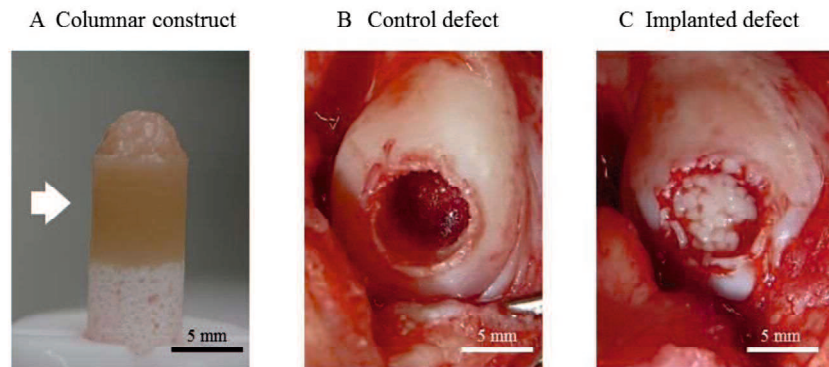 A Columnar construct
B Control defect
C Implanted defect
5 mm
5 mm
5 mm